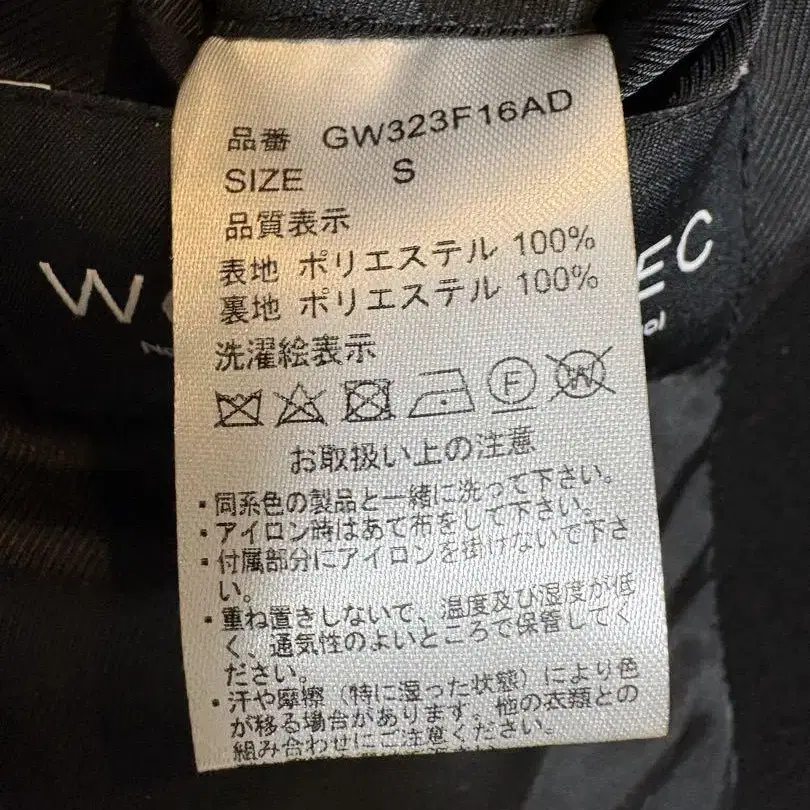 品番 GW323F16AD
SIZE S
品質表示
表地 ポリエステル 100%
裏地 ポリエステル 100%
洗濯絵表示
F W
お取扱い上の注意
・同系色の製品と一緒に洗って下さい。
・アイロン時はあて布をして下さい。
・付属部分にアイロンを掛けないで下さ
い。
・重ね置きしないで、温度及び湿度が低
く、通気性のよいところで保管してく
ださい。
・汗や摩擦（特に湿った状態）により色
が移る場合があります。他の衣類との
組み合わせにご注意ください。